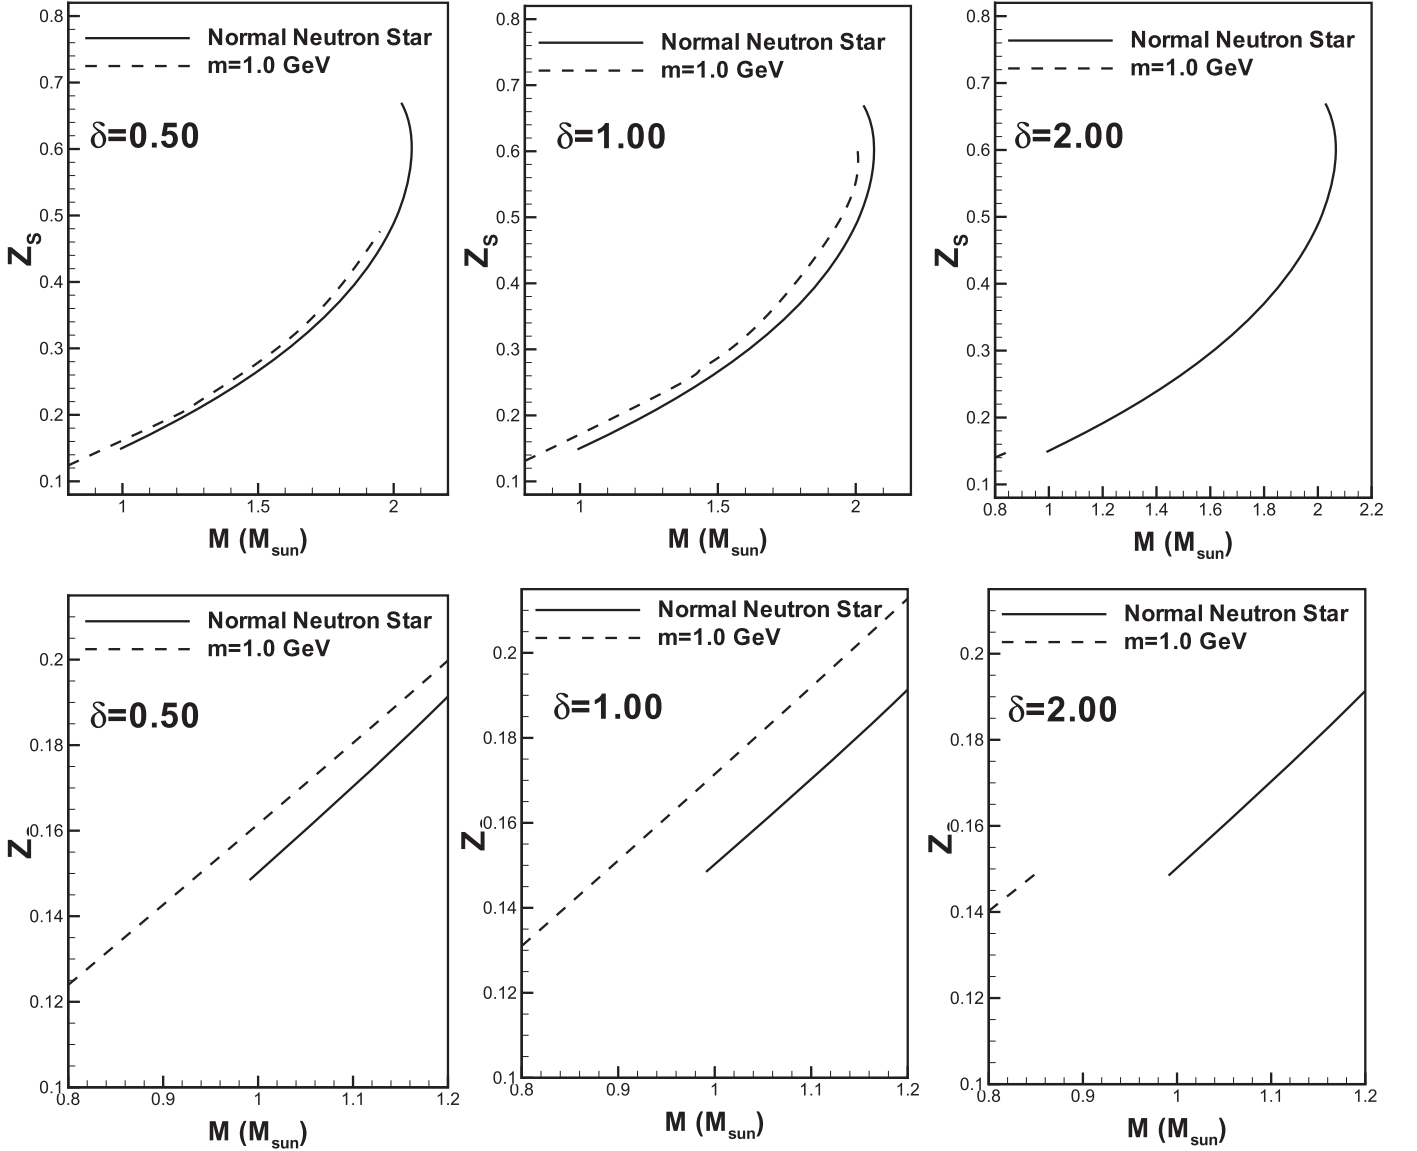 0.8
0.7
0.6
0.5
0.4
0.3
0.2
0.1
Z_S
Normal Neutron Star
m=1.0 GeV
δ=0.50
1
1.5
2
M (M_sun)
0.8
0.7
0.6
0.5
0.4
0.3
0.2
0.1
Z_S
Normal Neutron Star
m=1.0 GeV
δ=1.00
1
1.5
2
M (M_sun)
0.8
0.7
0.6
0.5
0.4
0.3
0.2
0.1
Z_S
Normal Neutron Star
m=1.0 GeV
δ=2.00
0.8 1 1.2 1.4 1.6 1.8 2 2.2
M (M_sun)
0.2
0.18
0.16
0.14
0.12
0.1
Z
Normal Neutron Star
m=1.0 GeV
δ=0.50
0.8 0.9 1 1.1 1.2
M (M_sun)
0.2
0.18
0.16
0.14
0.12
0.1
Z
Normal Neutron Star
m=1.0 GeV
δ=1.00
0.8 0.9 1 1.1 1.2
M (M_sun)
0.2
0.18
0.16
0.14
0.12
0.1
Z
Normal Neutron Star
m=1.0 GeV
δ=2.00
0.8 0.9 1 1.1 1.2
M (M_sun)